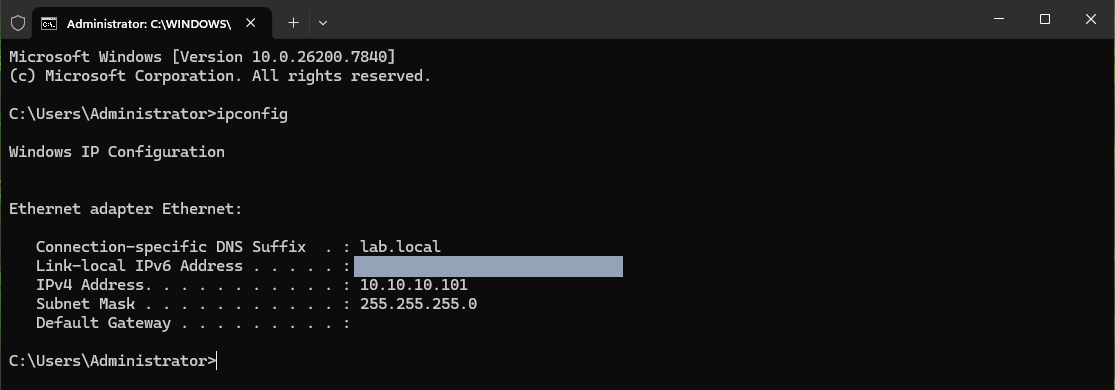 Administrator: C:\WINDOWS\
Microsoft Windows [Version 10.0.26200.7840]
(c) Microsoft Corporation. All rights reserved.
C:\Users\Administrator>ipconfig
Windows IP Configuration
Ethernet adapter Ethernet:
   Connection-specific DNS Suffix  . : lab.local
   Link-local IPv6 Address . . . . . :
   IPv4 Address. . . . . . . . . . . : 10.10.10.101
   Subnet Mask . . . . . . . . . . . : 255.255.255.0
   Default Gateway . . . . . . . . . :
C:\Users\Administrator>